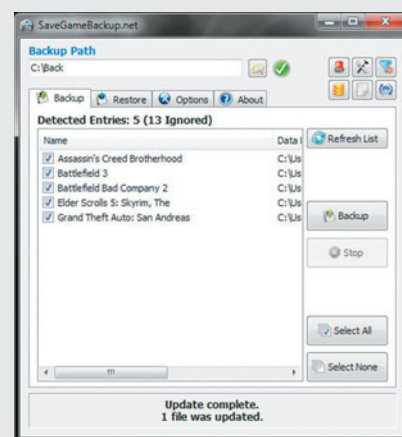 SaveGameBackup.net
Backup Path
C:\Back
Backup Restore Options About
Detected Entries: 5 (13 Ignored)
Refresh List
Name Data
Assassin's Creed Brotherhood C:\Us
Battlefield 3 C:\Us
Battlefield Bad Company 2 C:\Us
Elder Scrolls 5: Skyrim, The C:\Us
Grand Theft Auto: San Andreas C:\Us
Backup
Stop
Select All
Select None
Update complete.
1 file was updated.